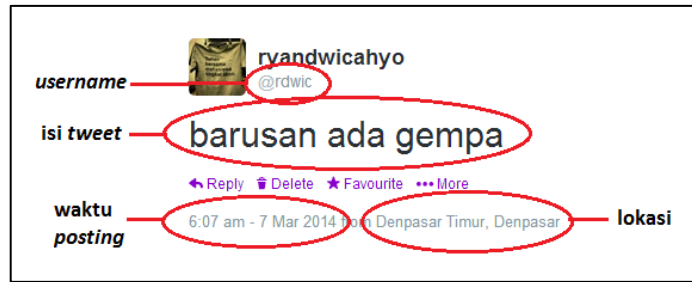 ryandwicahyo
username
@rdwic
isi tweet
barusan ada gempa
Reply Delete Favourite More
waktu posting
6:07 am - 7 Mar 2014 from Denpasar Timur, Denpasar
lokasi